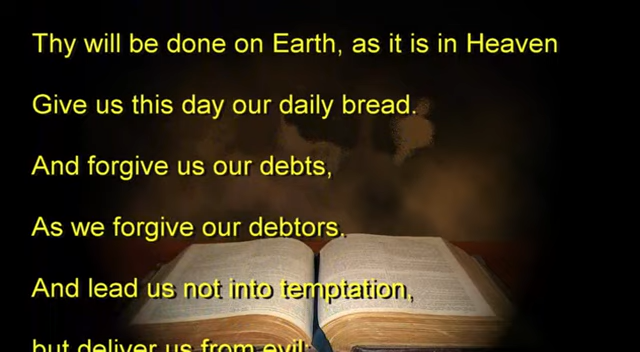 Thy will be done on Earth, as it is in Heaven
Give us this day our daily bread.
And forgive us our debts,
As we forgive our debtors.
And lead us not into temptation,
but deliver us from evil: